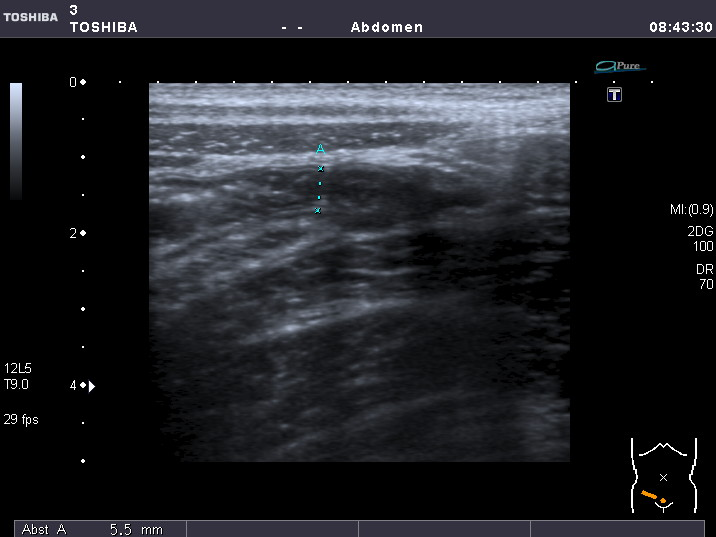 TOSHIBA
3
TOSHIBA
- -
Abdomen
08:43:30
aPure
T
0
A
2
4
MI:(0.9)
2DG
100
DR
70
12L5
T9.0
29 fps
Abst A 5.5 mm